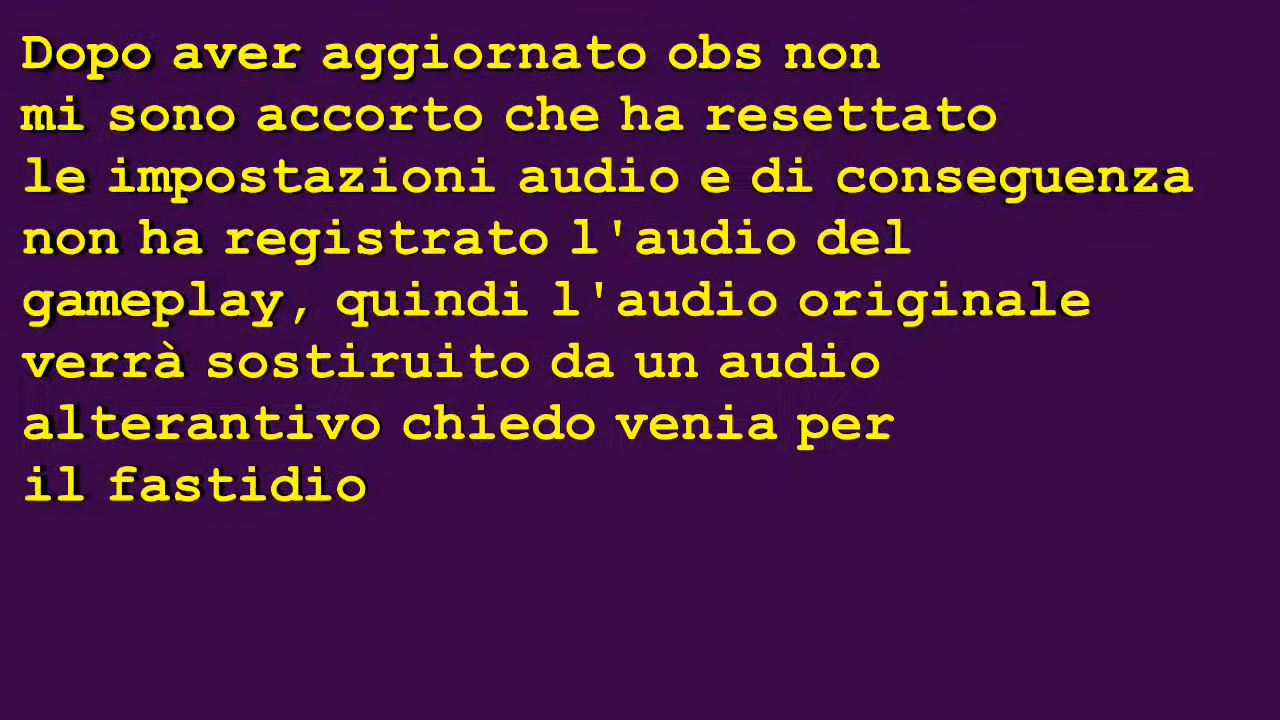 Dopo aver aggiornato obs non
mi sono accorto che ha resettato
le impostazioni audio e di conseguenza
non ha registrato l'audio del
gameplay, quindi l'audio originale
verrà sostiruito da un audio
alterantivo chiedo venia per
il fastidio